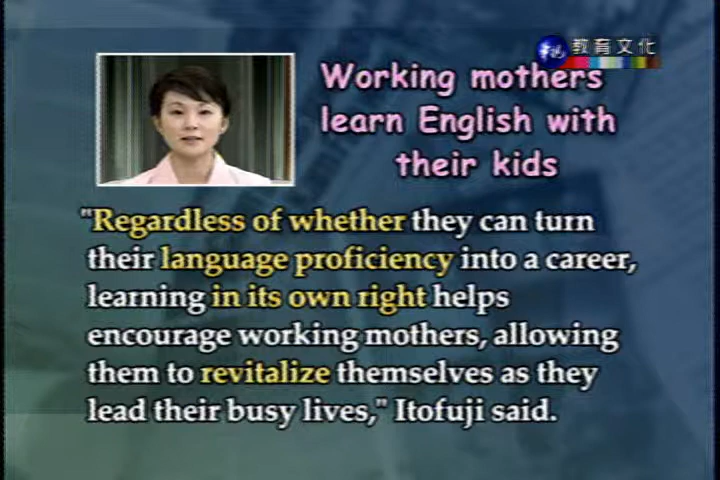 華視 教育文化
Working mothers
learn English with
their kids
"Regardless of whether they can turn
their language proficiency into a career,
learning in its own right helps
encourage working mothers, allowing
them to revitalize themselves as they
lead their busy lives," Itofuji said.